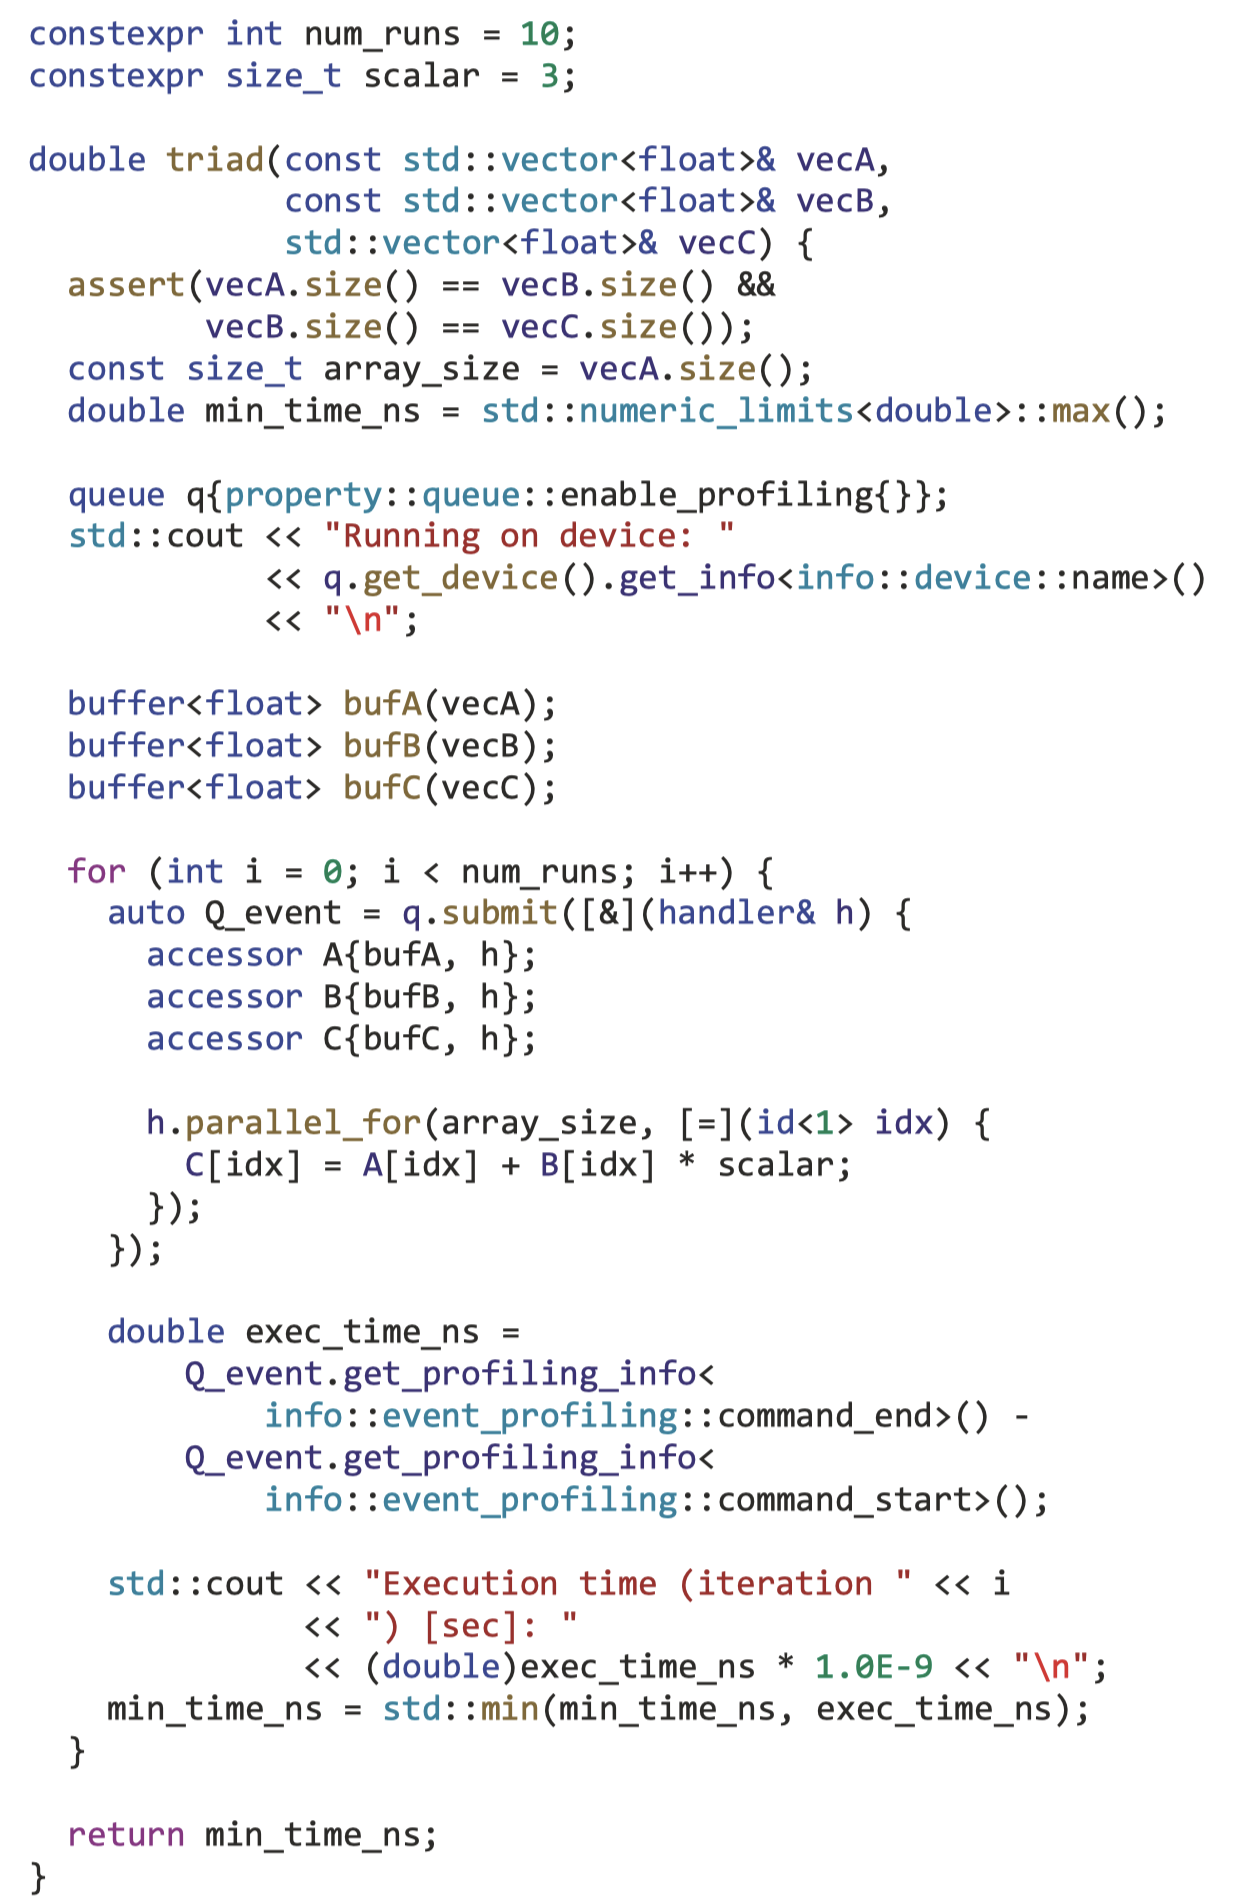 constexpr int num_runs = 10;
constexpr size_t scalar = 3;

double triad(const std::vector<float>& vecA,
             const std::vector<float>& vecB,
             std::vector<float>& vecC) {
  assert(vecA.size() == vecB.size() &&
         vecB.size() == vecC.size());
  const size_t array_size = vecA.size();
  double min_time_ns = std::numeric_limits<double>::max();

  queue q{property::queue::enable_profiling{}};
  std::cout << "Running on device: "
            << q.get_device().get_info<info::device::name>()
            << "\n";

  buffer<float> bufA(vecA);
  buffer<float> bufB(vecB);
  buffer<float> bufC(vecC);

  for (int i = 0; i < num_runs; i++) {
    auto Q_event = q.submit([&](handler& h) {
      accessor A{bufA, h};
      accessor B{bufB, h};
      accessor C{bufC, h};

      h.parallel_for(array_size, [=](id<1> idx) {
        C[idx] = A[idx] + B[idx] * scalar;
      });
    });

    double exec_time_ns =
        Q_event.get_profiling_info<
            info::event_profiling::command_end>() -
        Q_event.get_profiling_info<
            info::event_profiling::command_start>();

    std::cout << "Execution time (iteration " << i
              << ") [sec]: "
              << (double)exec_time_ns * 1.0E-9 << "\n";
    min_time_ns = std::min(min_time_ns, exec_time_ns);
  }

  return min_time_ns;
}